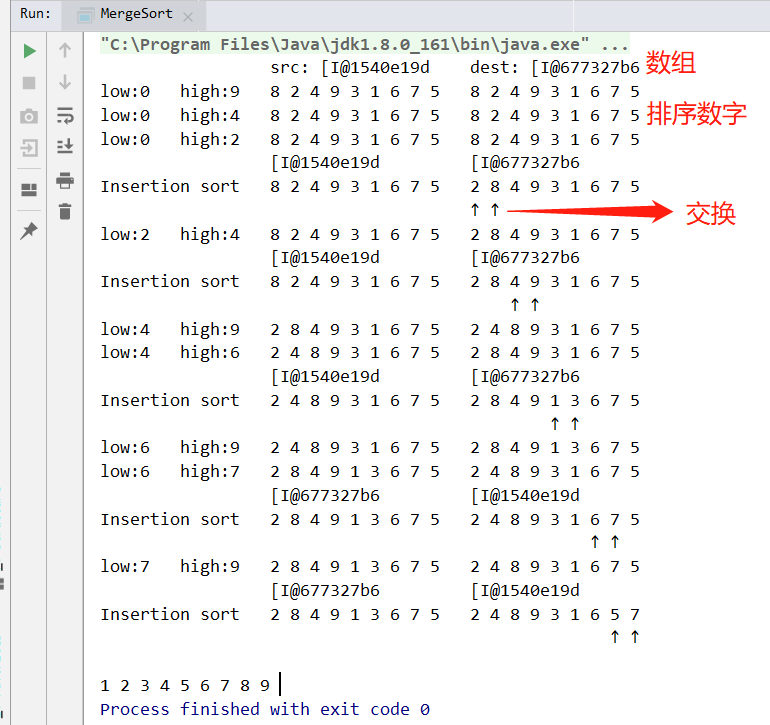 Run: MergeSort
"C:\Program Files\Java\jdk1.8.0_161\bin\java.exe" ...
src: [I@1540e19d dest: [I@677327b6 数组
low:0 high:9 8 2 4 9 3 1 6 7 5 8 2 4 9 3 1 6 7 5
low:0 high:4 8 2 4 9 3 1 6 7 5 8 2 4 9 3 1 6 7 5 排序数字
low:0 high:2 8 2 4 9 3 1 6 7 5 8 2 4 9 3 1 6 7 5
[I@1540e19d [I@677327b6
Insertion sort 8 2 4 9 3 1 6 7 5 2 8 4 9 3 1 6 7 5
↑ ↑ 交换
low:2 high:4 8 2 4 9 3 1 6 7 5 2 8 4 9 3 1 6 7 5
[I@1540e19d [I@677327b6
Insertion sort 8 2 4 9 3 1 6 7 5 2 8 4 9 3 1 6 7 5
↑ ↑
low:4 high:9 2 8 4 9 3 1 6 7 5 2 4 8 9 3 1 6 7 5
low:4 high:6 2 4 8 9 3 1 6 7 5 2 8 4 9 3 1 6 7 5
[I@1540e19d [I@677327b6
Insertion sort 2 4 8 9 3 1 6 7 5 2 8 4 9 1 3 6 7 5
↑ ↑
low:6 high:9 2 4 8 9 3 1 6 7 5 2 8 4 9 1 3 6 7 5
low:6 high:7 2 8 4 9 1 3 6 7 5 2 4 8 9 3 1 6 7 5
[I@677327b6 [I@1540e19d
Insertion sort 2 8 4 9 1 3 6 7 5 2 4 8 9 3 1 6 7 5
↑ ↑
low:7 high:9 2 8 4 9 1 3 6 7 5 2 4 8 9 3 1 6 7 5
[I@677327b6 [I@1540e19d
Insertion sort 2 8 4 9 1 3 6 7 5 2 4 8 9 3 1 6 5 7
↑ ↑
1 2 3 4 5 6 7 8 9
Process finished with exit code 0